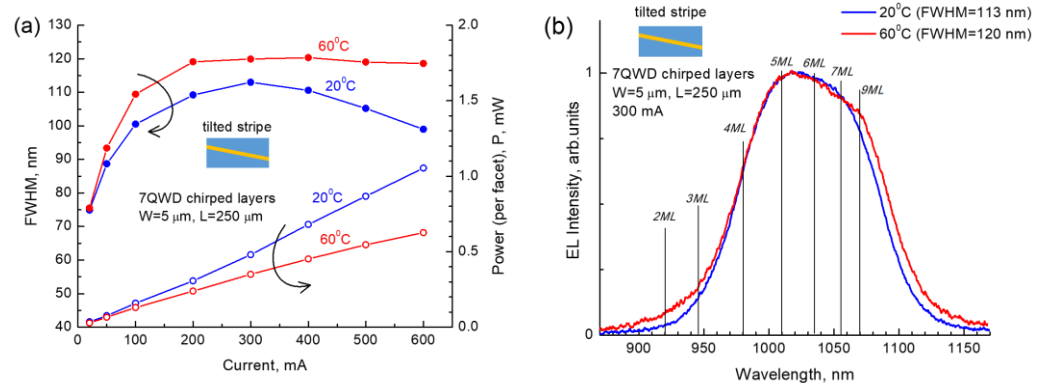 (a)
130
120
110
100
90
80
70
60
50
40
FWHM, nm
0
100
200
300
400
500
600
Current, mA
2.0
1.5
1.0
0.5
0.0
Power (per facet), P, mW
60°C
20°C
tilted stripe
7QWD chirped layers
W=5 μm, L=250 μm
20°C
60°C
(b)
20°C (FWHM=113 nm)
60°C (FWHM=120 nm)
tilted stripe
7QWD chirped layers
W=5 μm, L=250 μm
300 mA
2ML
3ML
4ML
5ML
6ML
7ML
9ML
1
0
EL Intensity, arb.units
900
950
1000
1050
1100
1150
Wavelength, nm